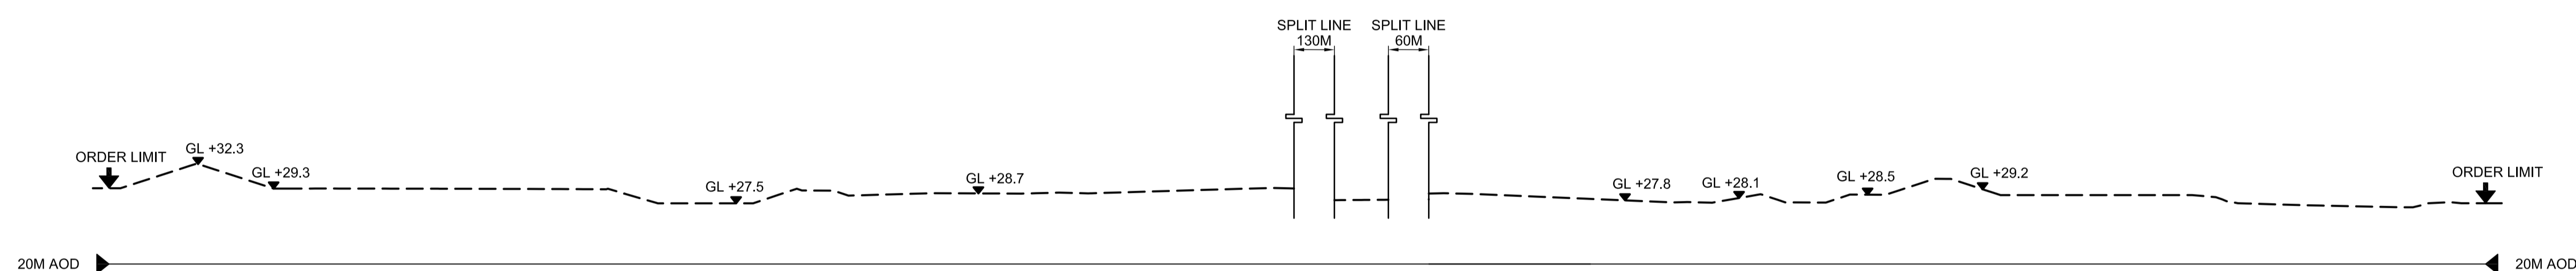 SPLIT LINE
130M
SPLIT LINE
60M
ORDER LIMIT
GL +32.3
GL +29.3
GL +27.5
GL +28.7
GL +27.8
GL +28.1
GL +28.5
GL +29.2
ORDER LIMIT
20M AOD
20M AOD